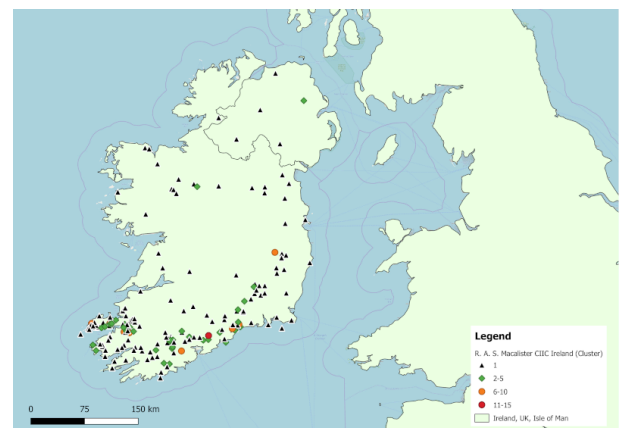 Legend
R. A. S. Macalister CIIC Ireland (Cluster)
1
2-5
6-10
11-15
Ireland, UK, Isle of Man
0 75 150 km